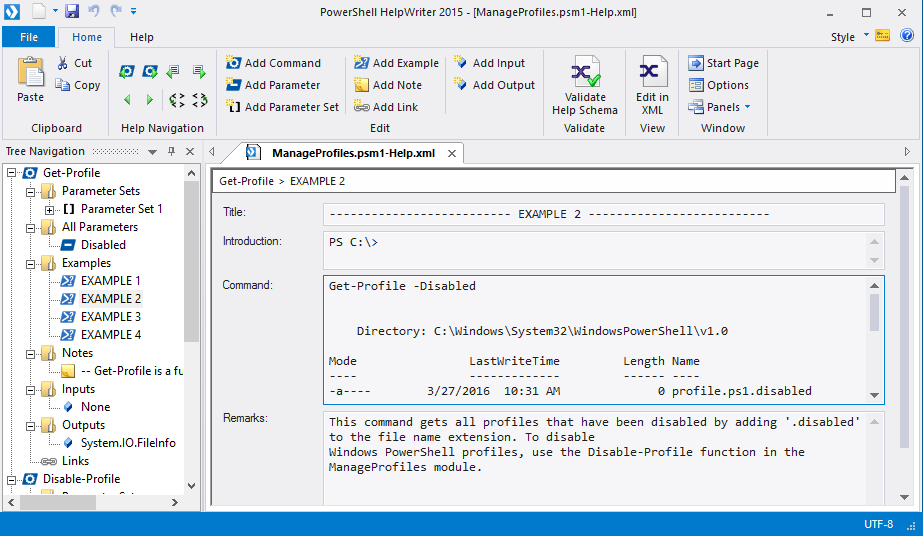 PowerShell HelpWriter 2015 - [ManageProfiles.psm1-Help.xml]
File Home Help Style
Paste
Cut
Copy
Clipboard
Help Navigation
Add Command
Add Parameter
Add Parameter Set
Add Example
Add Note
Add Link
Add Input
Add Output
Edit
Validate
Help Schema
Validate
Edit in
XML
View
Start Page
Options
Panels
Window
Tree Navigation
Get-Profile
Parameter Sets
Parameter Set 1
All Parameters
Disabled
Examples
EXAMPLE 1
EXAMPLE 2
EXAMPLE 3
EXAMPLE 4
Notes
-- Get-Profile is a fu
Inputs
None
Outputs
System.IO.FileInfo
Links
Disable-Profile
ManageProfiles.psm1-Help.xml
Get-Profile > EXAMPLE 2
Title:
-------------------------- EXAMPLE 2 --------------------------
Introduction:
PS C:\>
Command:
Get-Profile -Disabled
Directory: C:\Windows\System32\WindowsPowerShell\v1.0
Mode LastWriteTime Length Name
---- ------------- ------ ----
-a---- 3/27/2016 10:31 AM 0 profile.ps1.disabled
Remarks:
This command gets all profiles that have been disabled by adding '.disabled'
to the file name extension. To disable
Windows PowerShell profiles, use the Disable-Profile function in the
ManageProfiles module.
UTF-8